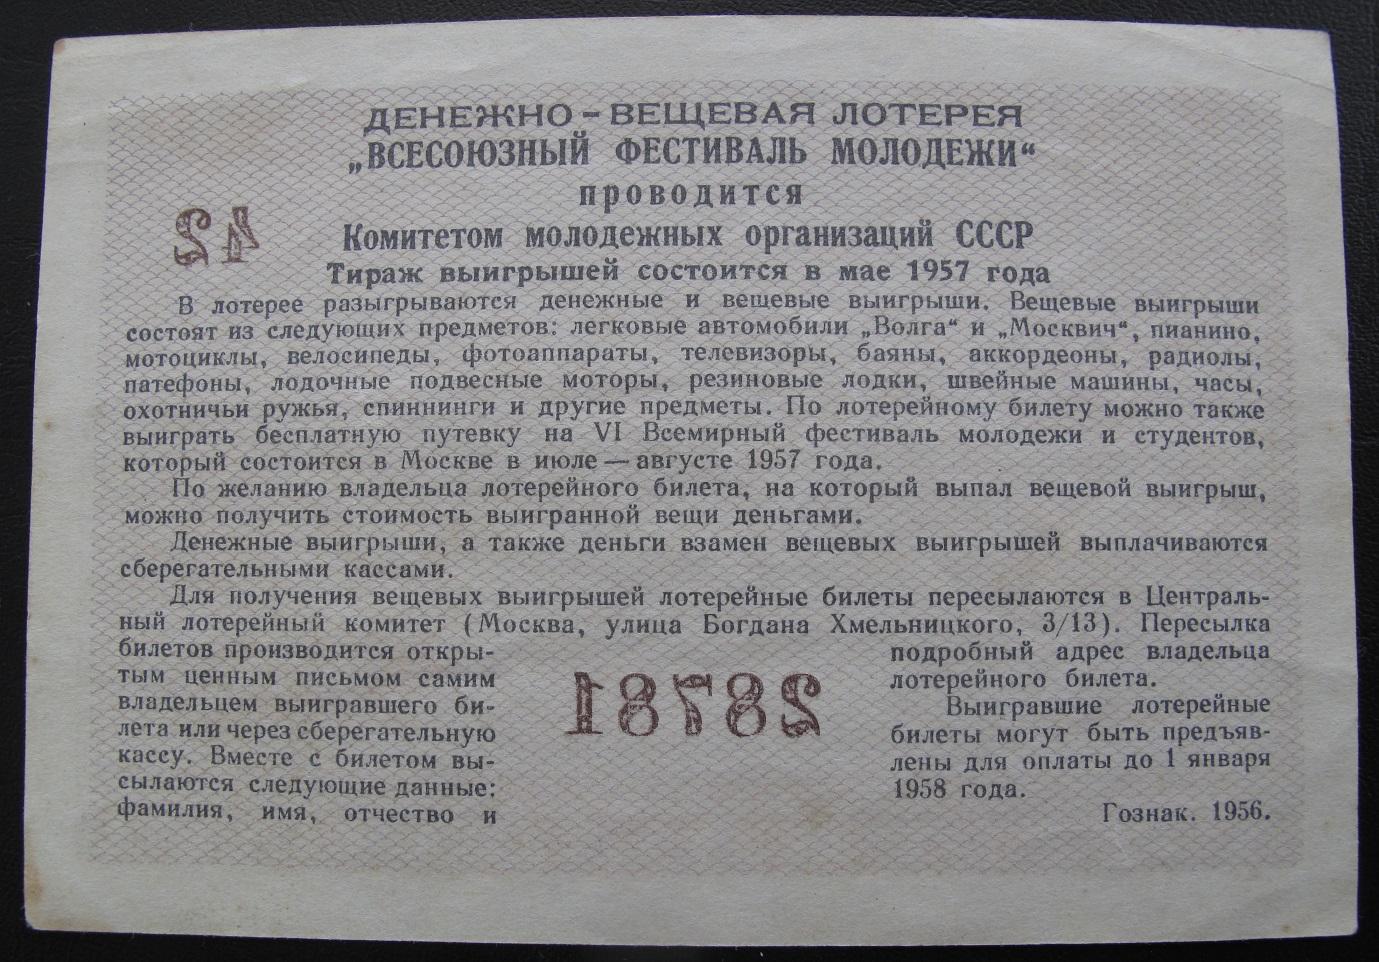 ДЕНЕЖНО – ВЕЩЕВАЯ ЛОТЕРЕЯ
„ВСЕСОЮЗНЫЙ ФЕСТИВАЛЬ МОЛОДЕЖИ“
проводится
42
Комитетом молодежных организаций СССР
Тираж выигрышей состоится в мае 1957 года
В лотерее разыгрываются денежные и вещевые выигрыши. Вещевые выигрыши
состоят из следующих предметов: легковые автомобили „Волга“ и „Москвич“, пианино,
мотоциклы, велосипеды, фотоаппараты, телевизоры, баяны, аккордеоны, радиолы,
патефоны, лодочные подвесные моторы, резиновые лодки, швейные машины, часы,
охотничьи ружья, спиннинги и другие предметы. По лотерейному билету можно также
выиграть бесплатную путевку на VI Всемирный фестиваль молодежи и студентов,
который состоится в Москве в июле — августе 1957 года.
По желанию владельца лотерейного билета, на который выпал вещевой выигрыш,
можно получить стоимость выигранной вещи деньгами.
Денежные выигрыши, а также деньги взамен вещевых выигрышей выплачиваются
сберегательными кассами.
Для получения вещевых выигрышей лотерейные билеты пересылаются в Централь-
ный лотерейный комитет (Москва, улица Богдана Хмельницкого, 3/13). Пересылка
билетов производится откры-
тым ценным письмом самим
владельцем выигравшего би-
лета или через сберегательную
кассу. Вместе с билетом вы-
сылаются следующие данные:
фамилия, имя, отчество и
28781
подробный адрес владельца
лотерейного билета.
Выигравшие лотерейные
билеты могут быть предъяв-
лены для оплаты до 1 января
1958 года.
Гознак. 1956.